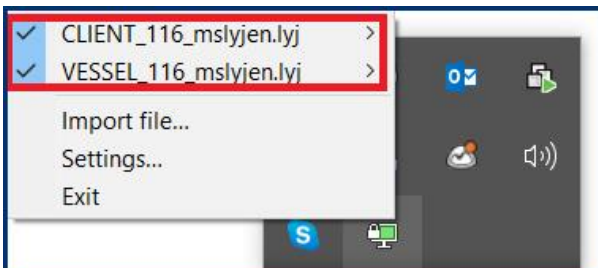 CLIENT_116_mslyjen.lyj
VESSEL_116_mslyjen.lyj
Import file...
Settings...
Exit